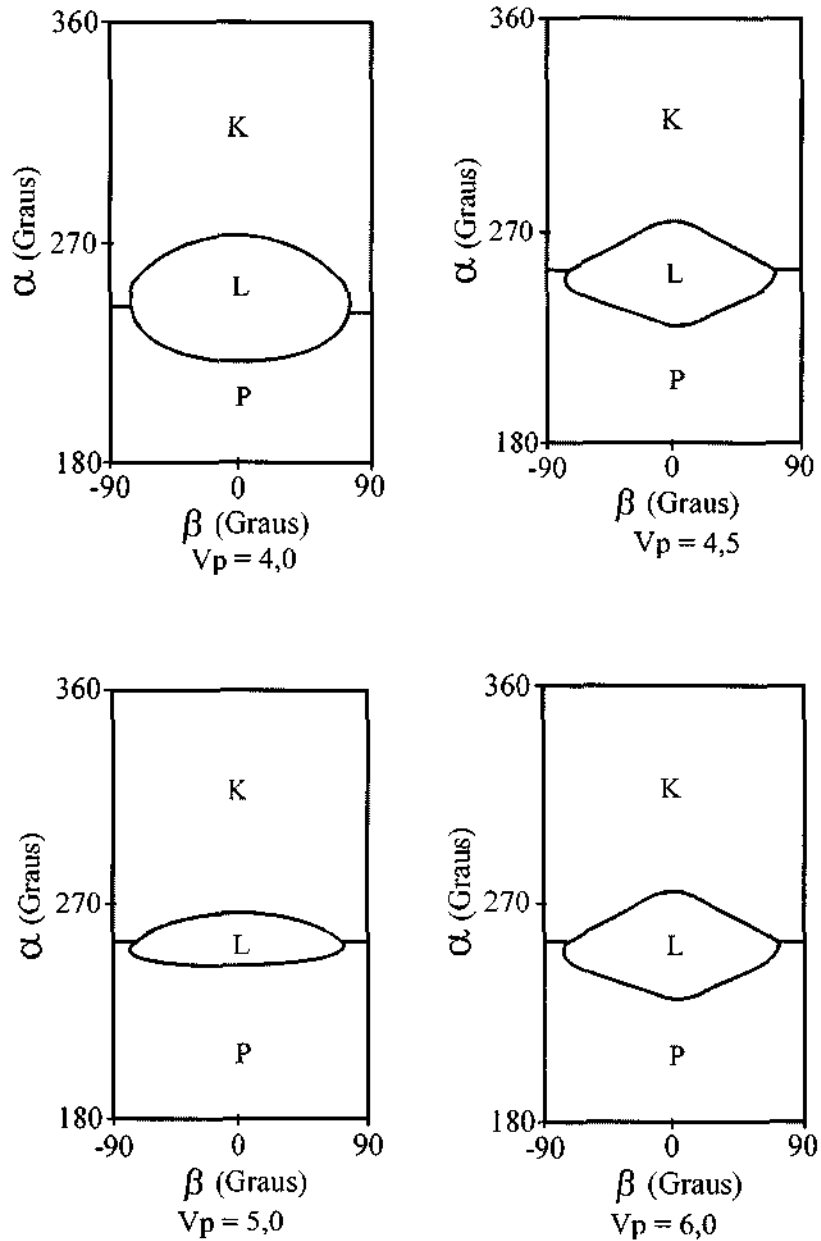 360
K
α (Graus)
270
L
P
180
-90
0
90
β (Graus)
Vp = 4,0
360
K
α (Graus)
270
L
P
180
-90
0
90
β (Graus)
Vp = 4,5
360
K
α (Graus)
270
L
P
180
-90
0
90
β (Graus)
Vp = 5,0
360
K
α (Graus)
270
L
P
180
-90
0
90
β (Graus)
Vp = 6,0